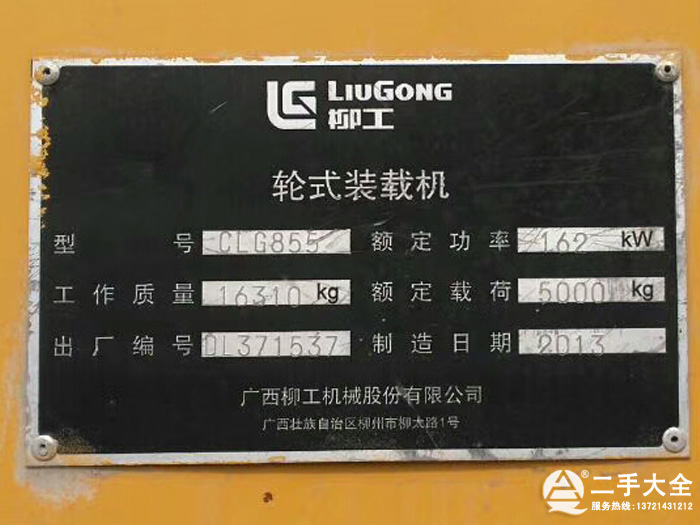 LIUGONG
柳工
轮式装载机
型号 CLG855 额定功率 162 kW
工作质量 16310 kg 额定载荷 5000 kg
出厂编号 DL371537 制造日期 2013
广西柳工机械股份有限公司
广西壮族自治区柳州市柳太路1号
二手大全
服务热线:13721431212